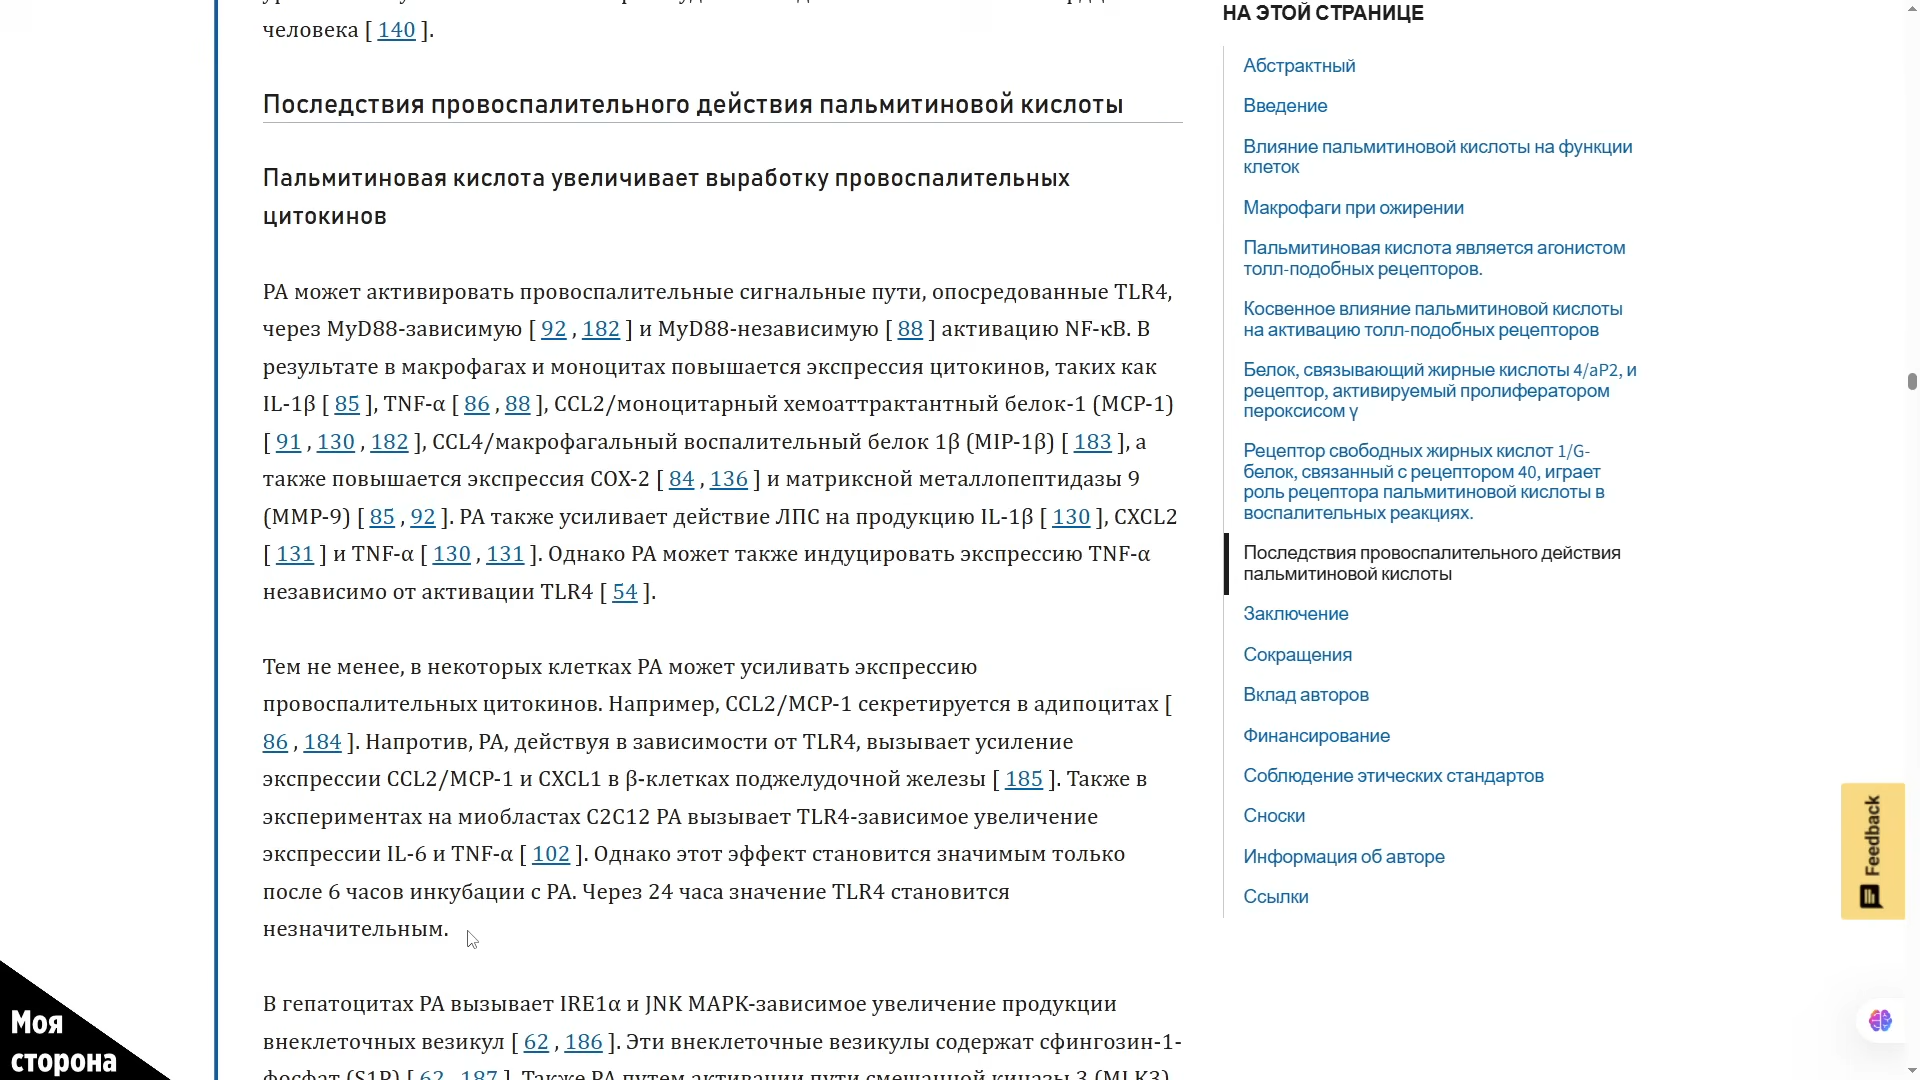 человека [ 140 ].
Последствия провоспалительного действия пальмитиновой кислоты
Пальмитиновая кислота увеличивает выработку провоспалительных
цитокинов
PA может активировать провоспалительные сигнальные пути, опосредованные TLR4,
через MyD88-зависимую [ 92 , 182 ] и MyD88-независимую [ 88 ] активацию NF-κB. В
результате в макрофагах и моноцитах повышается экспрессия цитокинов, таких как
IL-1β [ 85 ], TNF-α [ 86 , 88 ], CCL2/моноцитарный хемоаттрактантный белок-1 (MCP-1)
[ 91 , 130 , 182 ], CCL4/макрофагальный воспалительный белок 1β (MIP-1β) [ 183 ], а
также повышается экспрессия COX-2 [ 84 , 136 ] и матриксной металлопептидазы 9
(MMP-9) [ 85 , 92 ]. PA также усиливает действие ЛПС на продукцию IL-1β [ 130 ], CXCL2
[ 131 ] и TNF-α [ 130 , 131 ]. Однако PA может также индуцировать экспрессию TNF-α
независимо от активации TLR4 [ 54 ].
Тем не менее, в некоторых клетках PA может усиливать экспрессию
провоспалительных цитокинов. Например, CCL2/MCP-1 секретируется в адипоцитах [
86 , 184 ]. Напротив, PA, действуя в зависимости от TLR4, вызывает усиление
экспрессии CCL2/MCP-1 и CXCL1 в β-клетках поджелудочной железы [ 185 ]. Также в
экспериментах на миобластах C2C12 PA вызывает TLR4-зависимое увеличение
экспрессии IL-6 и TNF-α [ 102 ]. Однако этот эффект становится значимым только
после 6 часов инкубации с PA. Через 24 часа значение TLR4 становится
незначительным.
В гепатоцитах PA вызывает IRE1α и JNK MAPK-зависимое увеличение продукции
внеклеточных везикул [ 62 , 186 ]. Эти внеклеточные везикулы содержат сфингозин-1-
фосфат (S1P) [ 62 , 187 ]. Также PA путем активации пути смешанной киназы 3 (MLK3)
НА ЭТОЙ СТРАНИЦЕ
Абстрактный
Введение
Влияние пальмитиновой кислоты на функции
клеток
Макрофаги при ожирении
Пальмитиновая кислота является агонистом
толл-подобных рецепторов.
Косвенное влияние пальмитиновой кислоты
на активацию толл-подобных рецепторов
Белок, связывающий жирные кислоты 4/aP2, и
рецептор, активируемый пролифератором
пероксисом γ
Рецептор свободных жирных кислот 1/G-
белок, связанный с рецептором 40, играет
роль рецептора пальмитиновой кислоты в
воспалительных реакциях.
Последствия провоспалительного действия
пальмитиновой кислоты
Заключение
Сокращения
Вклад авторов
Финансирование
Соблюдение этических стандартов
Сноски
Информация об авторе
Ссылки
Feedback
Моя
сторона